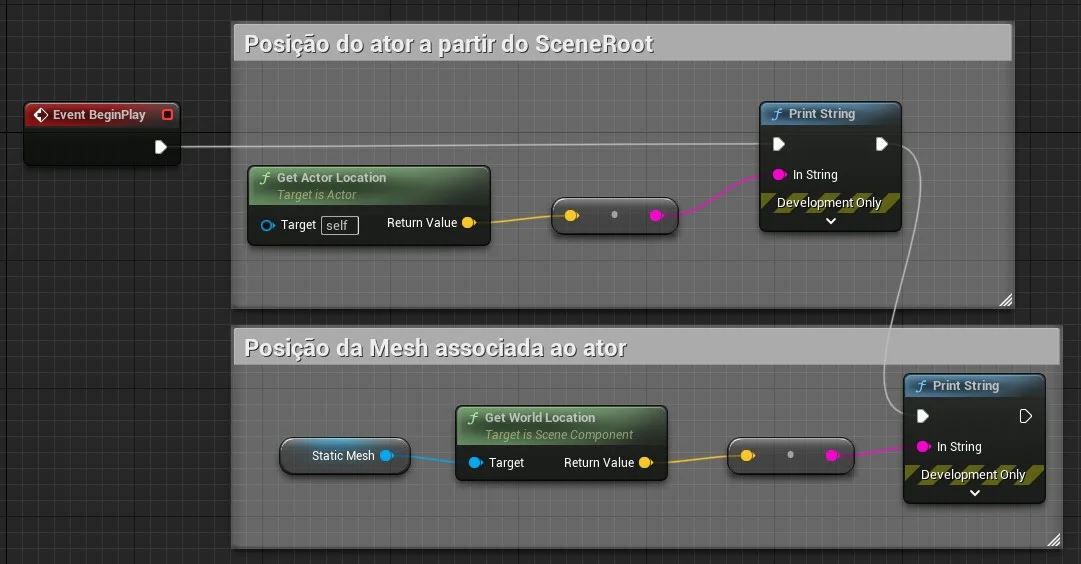 Posição do ator a partir do SceneRoot
Event BeginPlay
Print String
In String
Development Only
Get Actor Location
Target is Actor
Target self Return Value
Posição da Mesh associada ao ator
Print String
In String
Development Only
Get World Location
Target is Scene Component
Static Mesh
Target Return Value